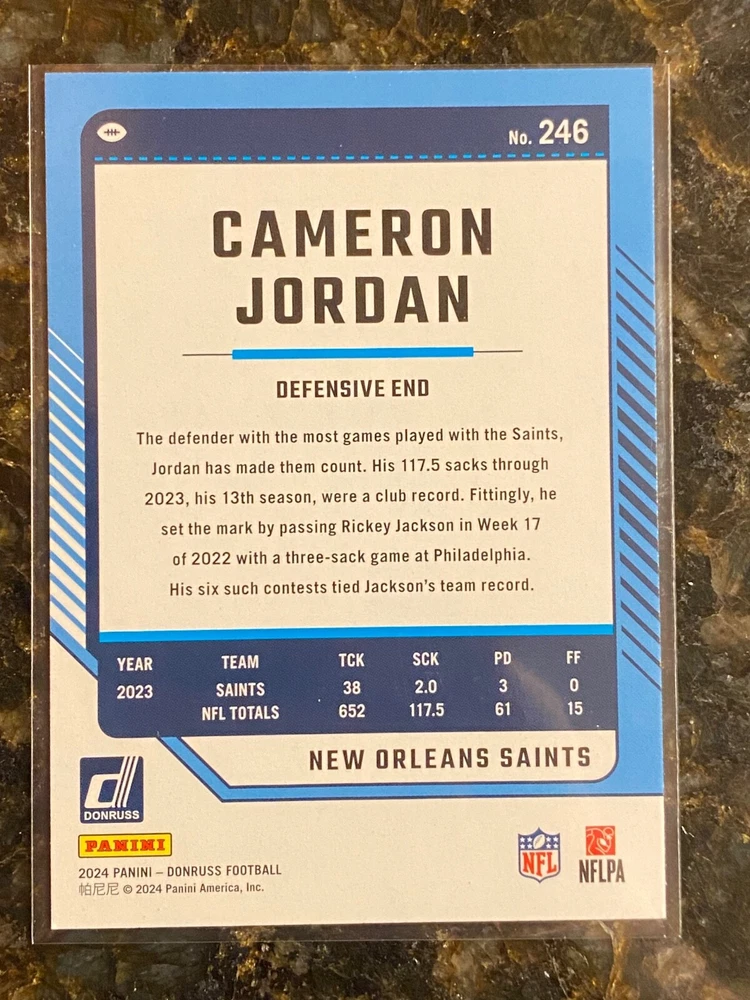 No. 246
CAMERON
JORDAN
DEFENSIVE END
The defender with the most games played with the Saints,
Jordan has made them count. His 117.5 sacks through
2023, his 13th season, were a club record. Fittingly, he
set the mark by passing Rickey Jackson in Week 17
of 2022 with a three-sack game at Philadelphia.
His six such contests tied Jackson's team record.
YEAR TEAM TCK SCK PD FF
2023 SAINTS 38 2.0 3 0
NFL TOTALS 652 117.5 61 15
NEW ORLEANS SAINTS
DONRUSS
PANINI
2024 PANINI – DONRUSS FOOTBALL
帕尼尼 © 2024 Panini America, Inc.
NFL
NFLPA